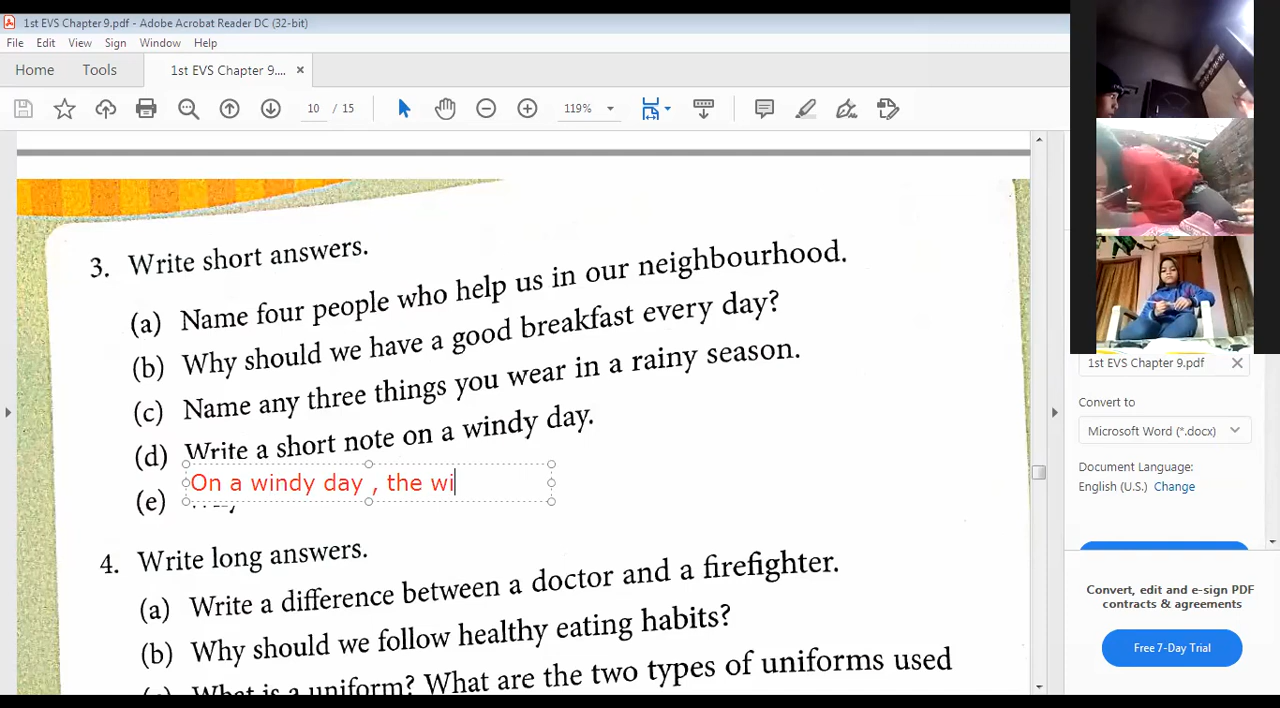 1st EVS Chapter 9.pdf - Adobe Acrobat Reader DC (32-bit)
File Edit View Sign Window Help
Home Tools 1st EVS Chapter 9.... ×
10 / 15 119%
3. Write short answers.
(a) Name four people who help us in our neighbourhood.
(b) Why should we have a good breakfast every day?
(c) Name any three things you wear in a rainy season.
(d) Write a short note on a windy day.
On a windy day , the wi
(e)
4. Write long answers.
(a) Write a difference between a doctor and a firefighter.
(b) Why should we follow healthy eating habits?
What is a uniform? What are the two types of uniforms used
1st EVS Chapter 9.pdf
Convert to
Microsoft Word (*.docx)
Document Language:
English (U.S.) Change
Convert, edit and e-sign PDF
contracts & agreements
Free 7-Day Trial